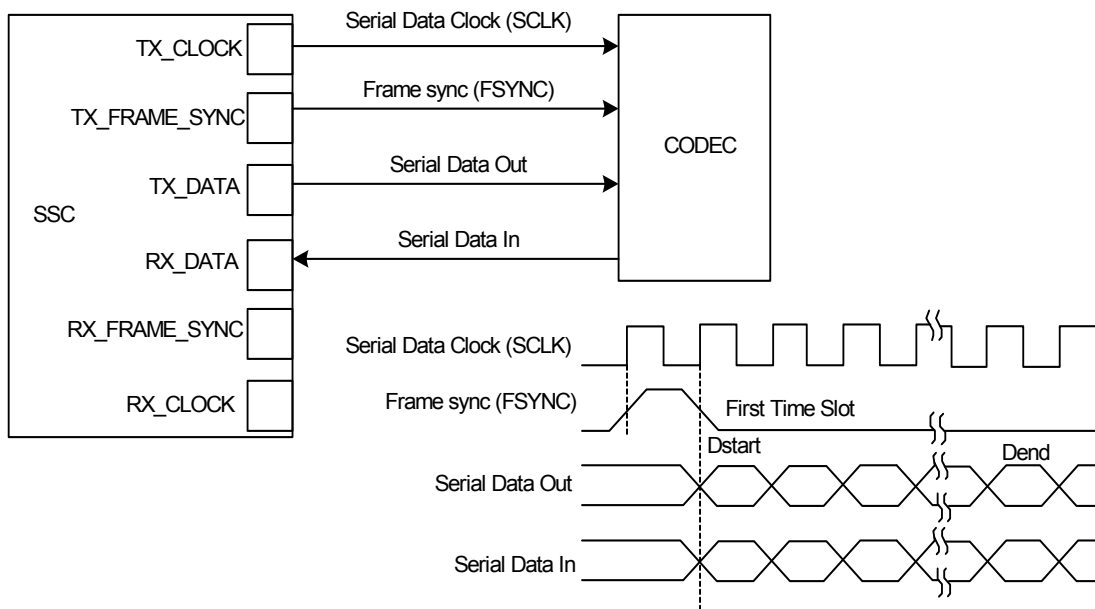 Serial Data Clock (SCLK)
TX_CLOCK
Frame sync (FSYNC)
TX_FRAME_SYNC
CODEC
Serial Data Out
TX_DATA
SSC
Serial Data In
RX_DATA
RX_FRAME_SYNC
Serial Data Clock (SCLK)
RX_CLOCK
Frame sync (FSYNC)
First Time Slot
Dstart
Dend
Serial Data Out
Serial Data In